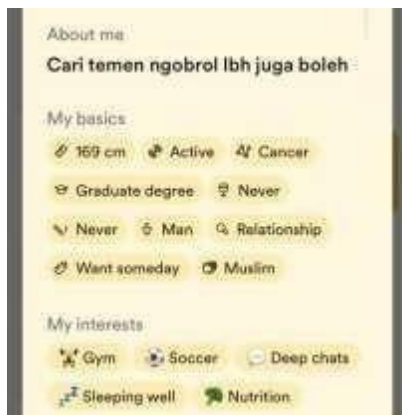 About me
Cari temen ngobrol lbh juga boleh
My basics
169 cm Active Cancer
Graduate degree Never
Never Man Relationship
Want someday Muslim
My interests
Gym Soccer Deep chats
Sleeping well Nutrition